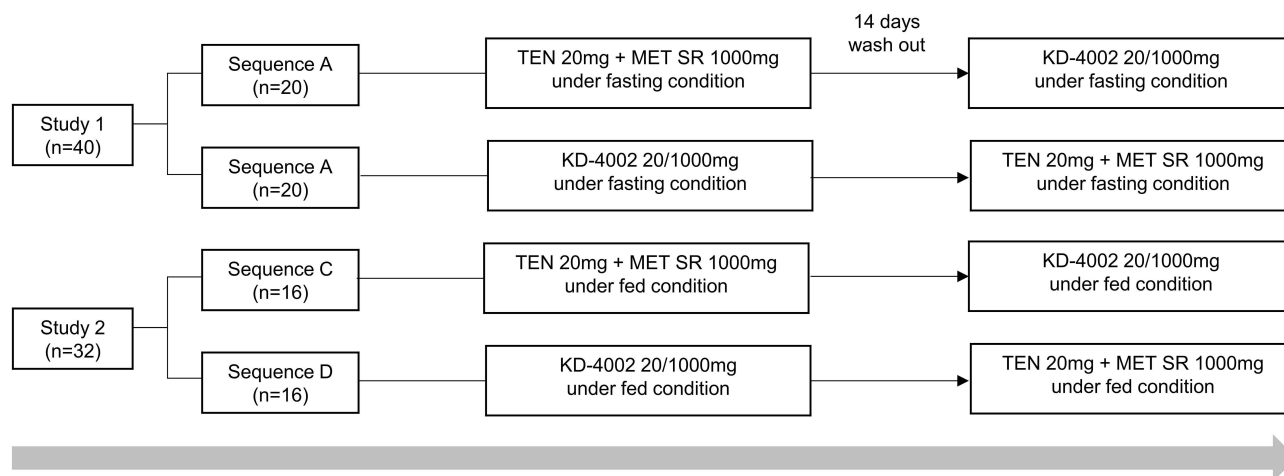 14 days
wash out
Sequence A
(n=20)
TEN 20mg + MET SR 1000mg
under fasting condition
KD-4002 20/1000mg
under fasting condition
Study 1
(n=40)
Sequence A
(n=20)
KD-4002 20/1000mg
under fasting condition
TEN 20mg + MET SR 1000mg
under fasting condition
Sequence C
(n=16)
TEN 20mg + MET SR 1000mg
under fed condition
KD-4002 20/1000mg
under fed condition
Study 2
(n=32)
Sequence D
(n=16)
KD-4002 20/1000mg
under fed condition
TEN 20mg + MET SR 1000mg
under fed condition